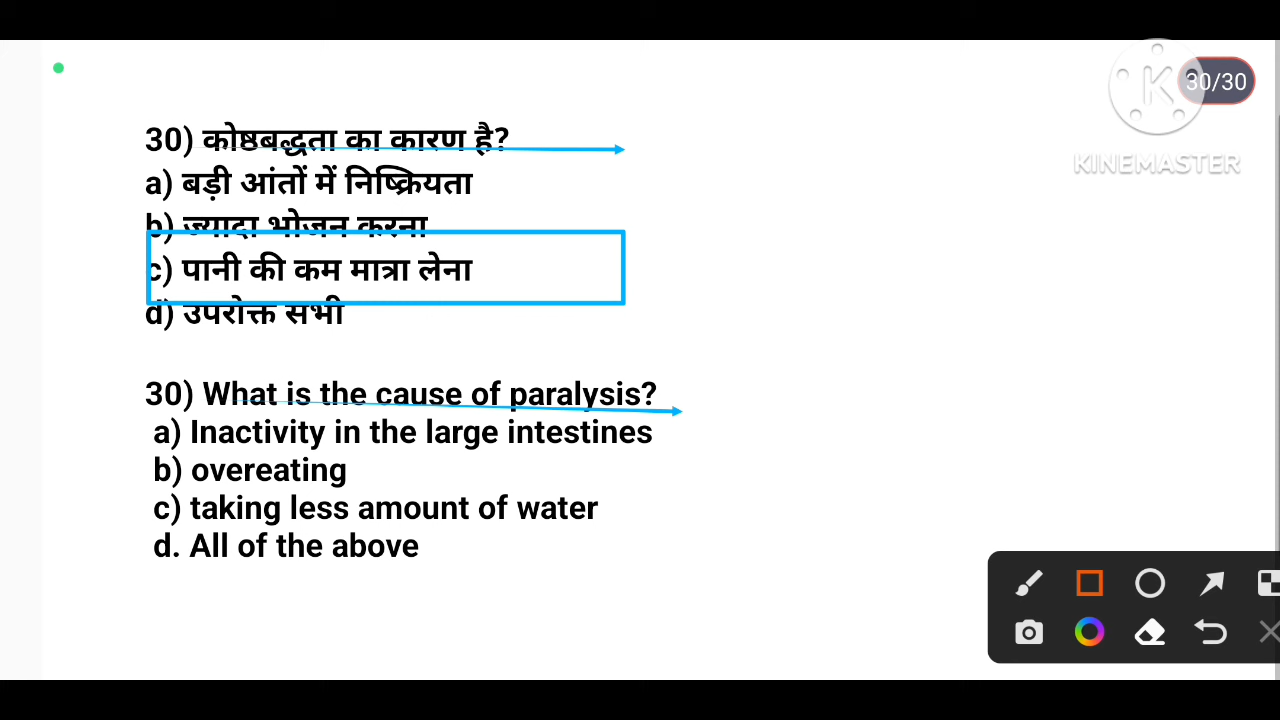 30/30
KINEMASTER
30) कोष्ठबद्धता का कारण है?
a) बड़ी आंतों में निष्क्रियता
b) ज्यादा भोजन करना
c) पानी की कम मात्रा लेना
d) उपरोक्त सभी
30) What is the cause of paralysis?
a) Inactivity in the large intestines
b) overeating
c) taking less amount of water
d. All of the above